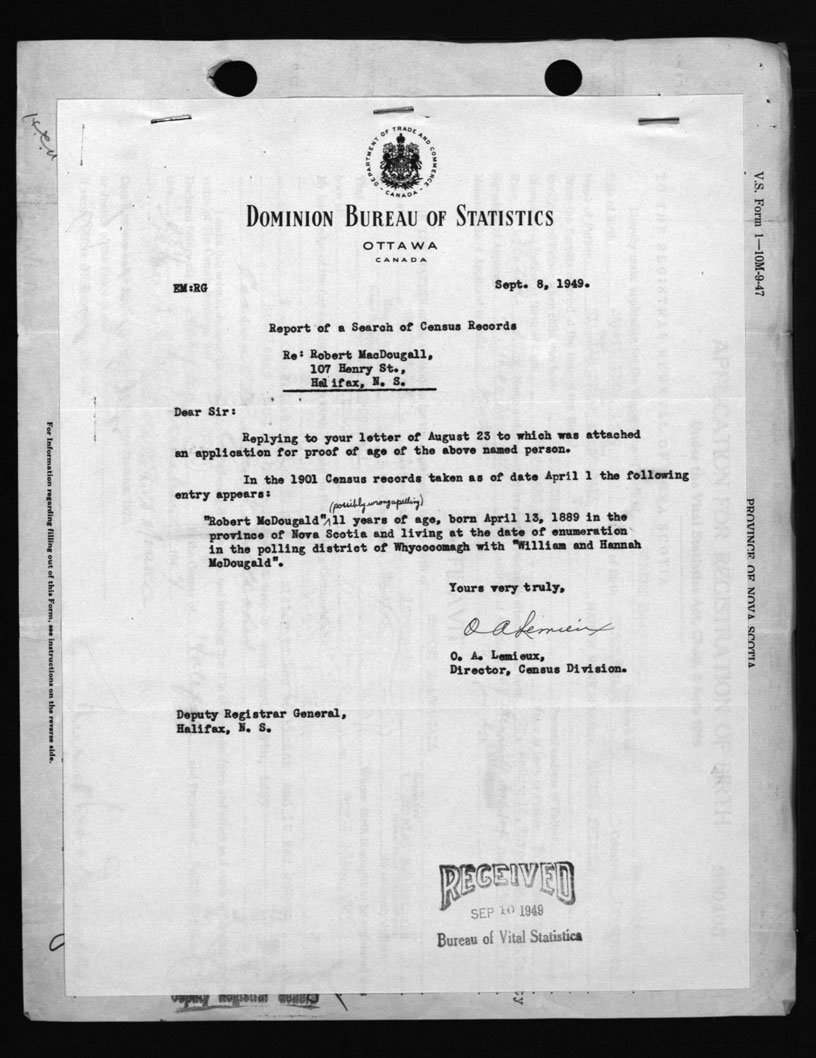 DEPARTMENT OF TRADE AND COMMERCE
CANADA
DOMINION BUREAU OF STATISTICS
OTTAWA
CANADA
EM:RG
Sept. 8, 1949.
Report of a Search of Census Records
Re: Robert MacDougall,
107 Henry St.,
Halifax, N. S.
Dear Sir:
Replying to your letter of August 23 to which was attached
an application for proof of age of the above named person.
In the 1901 Census records taken as of date April 1 the following
entry appears:
(possibly wrong spelling)
"Robert McDougald" 11 years of age, born April 13, 1889 in the
province of Nova Scotia and living at the date of enumeration
in the polling district of Whycocomagh with "William and Hannah
McDougald".
Yours very truly,
O A Lemieux
O. A. Lemieux,
Director, Census Division.
Deputy Registrar General,
Halifax, N. S.
RECEIVED
SEP 10 1949
Bureau of Vital Statistics
V.S. Form 1—10M-9-47
PROVINCE OF NOVA SCOTIA
APPLICATION FOR REGISTRATION OF BIRTH
For Information regarding filling out of this Form, see instructions on the reverse side.